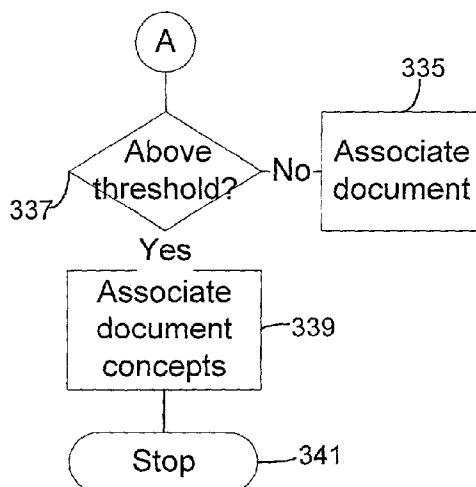 A
335
Above
threshold?
No
Associate
document
337
Yes
Associate
document
concepts
339
Stop
341